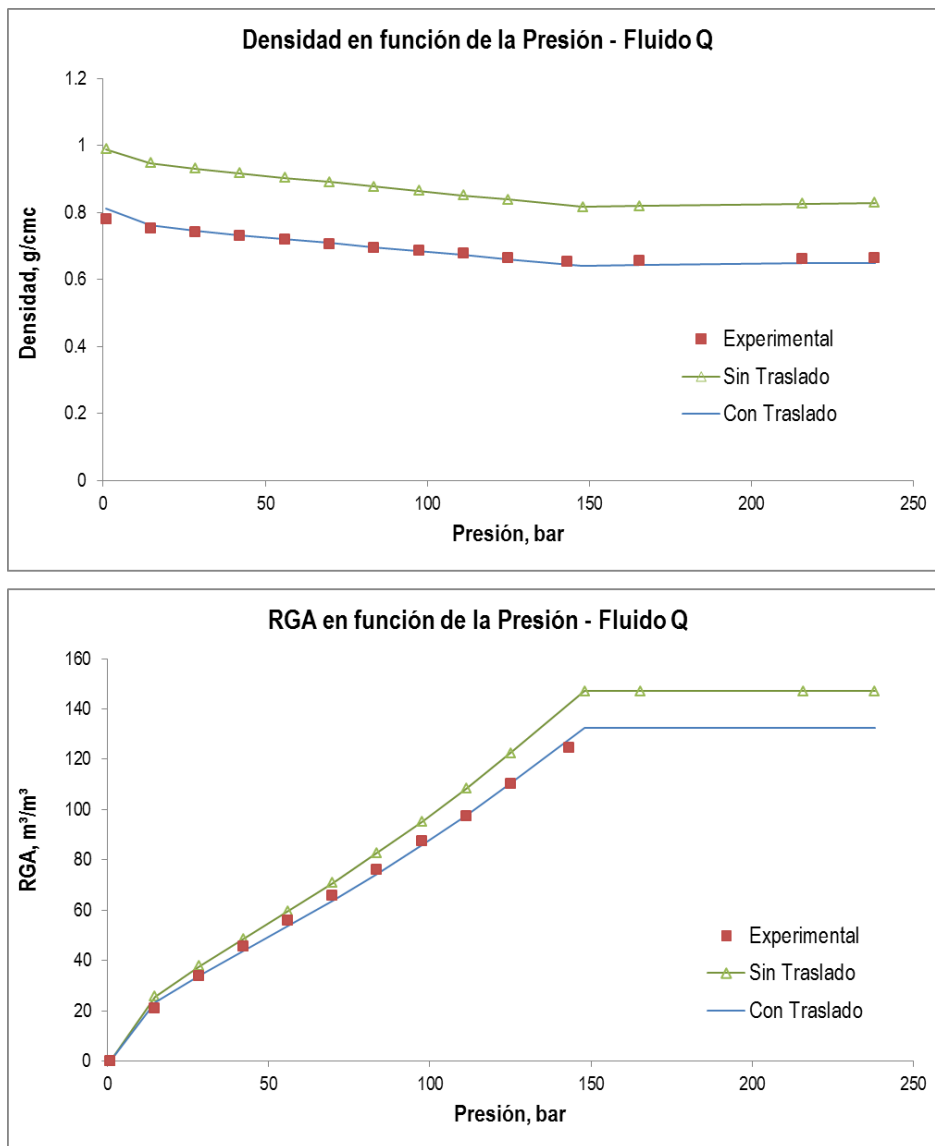 Densidad en función de la Presión - Fluido Q
1.2
1
0.8
0.6
0.4
0.2
0
Densidad, g/cmc
Experimental
Sin Traslado
Con Traslado
0 50 100 150 200 250
Presión, bar
RGA en función de la Presión - Fluido Q
160
140
120
100
80
60
40
20
0
RGA, m³/m³
Experimental
Sin Traslado
Con Traslado
0 50 100 150 200 250
Presión, bar